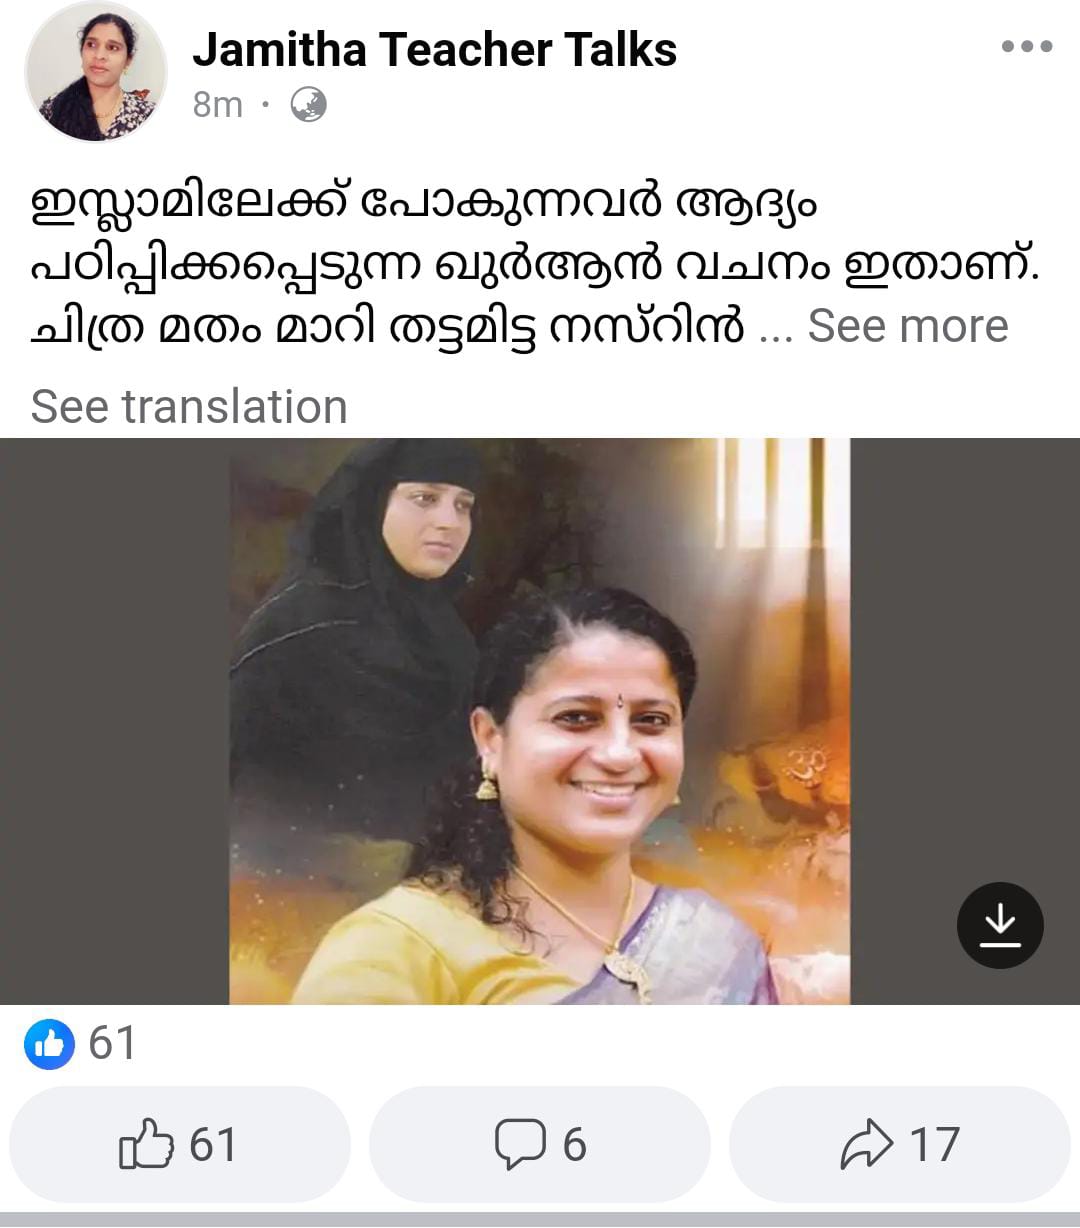 Jamitha Teacher Talks
8m ·
ഇസ്ലാമിലേക്ക് പോകുന്നവർ ആദ്യം
പഠിപ്പിക്കപ്പെടുന്ന ഖുർആൻ വചനം ഇതാണ്.
ചിത്ര മതം മാറി തട്ടമിട്ട നസ്റിൻ ... See more
See translation
ॐ
61
61
6
17